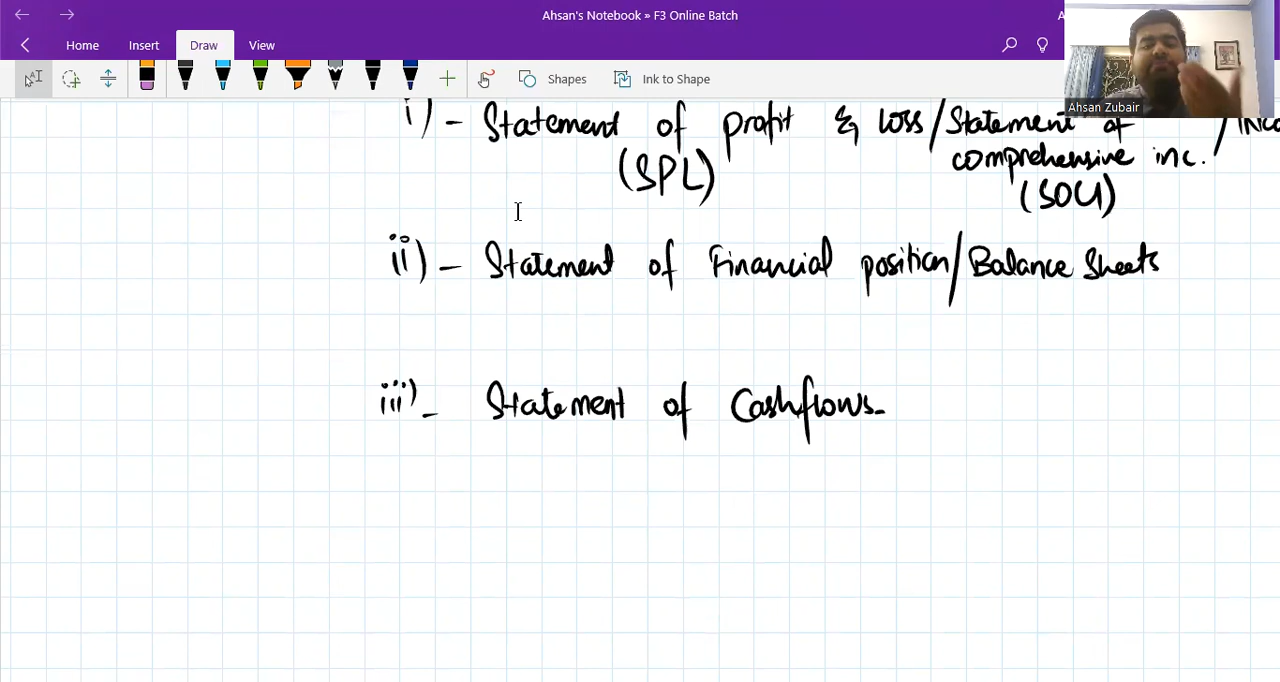 Ahsan's Notebook » F3 Online Batch
Home Insert Draw View
Shapes Ink to Shape
Ahsan Zubair
i) - Statement of profit & loss/Statement of /
comprehensive inc.
(SPL)
(SOCI)
ii) - Statement of Financial position/Balance Sheets
iii) - Statement of Cashflows-